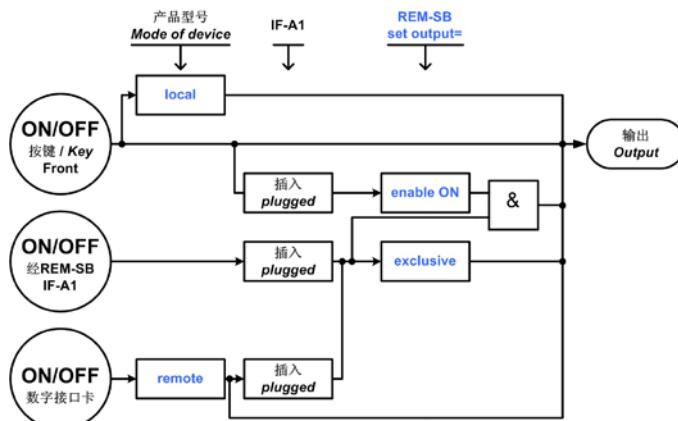 产品型号
Mode of device
IF-A1
REM-SB
set output=
local
ON/OFF
按键 / Key
Front
输出
Output
插入
plugged
enable ON
&
ON/OFF
经REM-SB
IF-A1
插入
plugged
exclusive
ON/OFF
数字接口卡
remote
插入
plugged